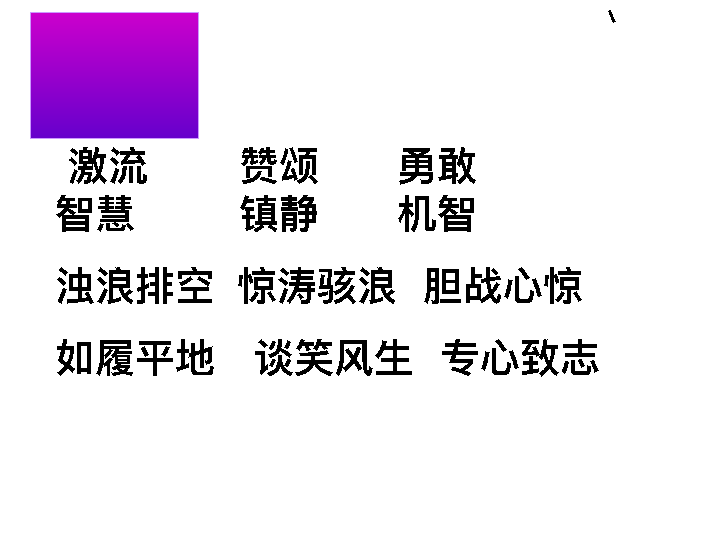 激流 赞颂 勇敢
智慧 镇静 机智
浊浪排空 惊涛骇浪 胆战心惊
如履平地 谈笑风生 专心致志